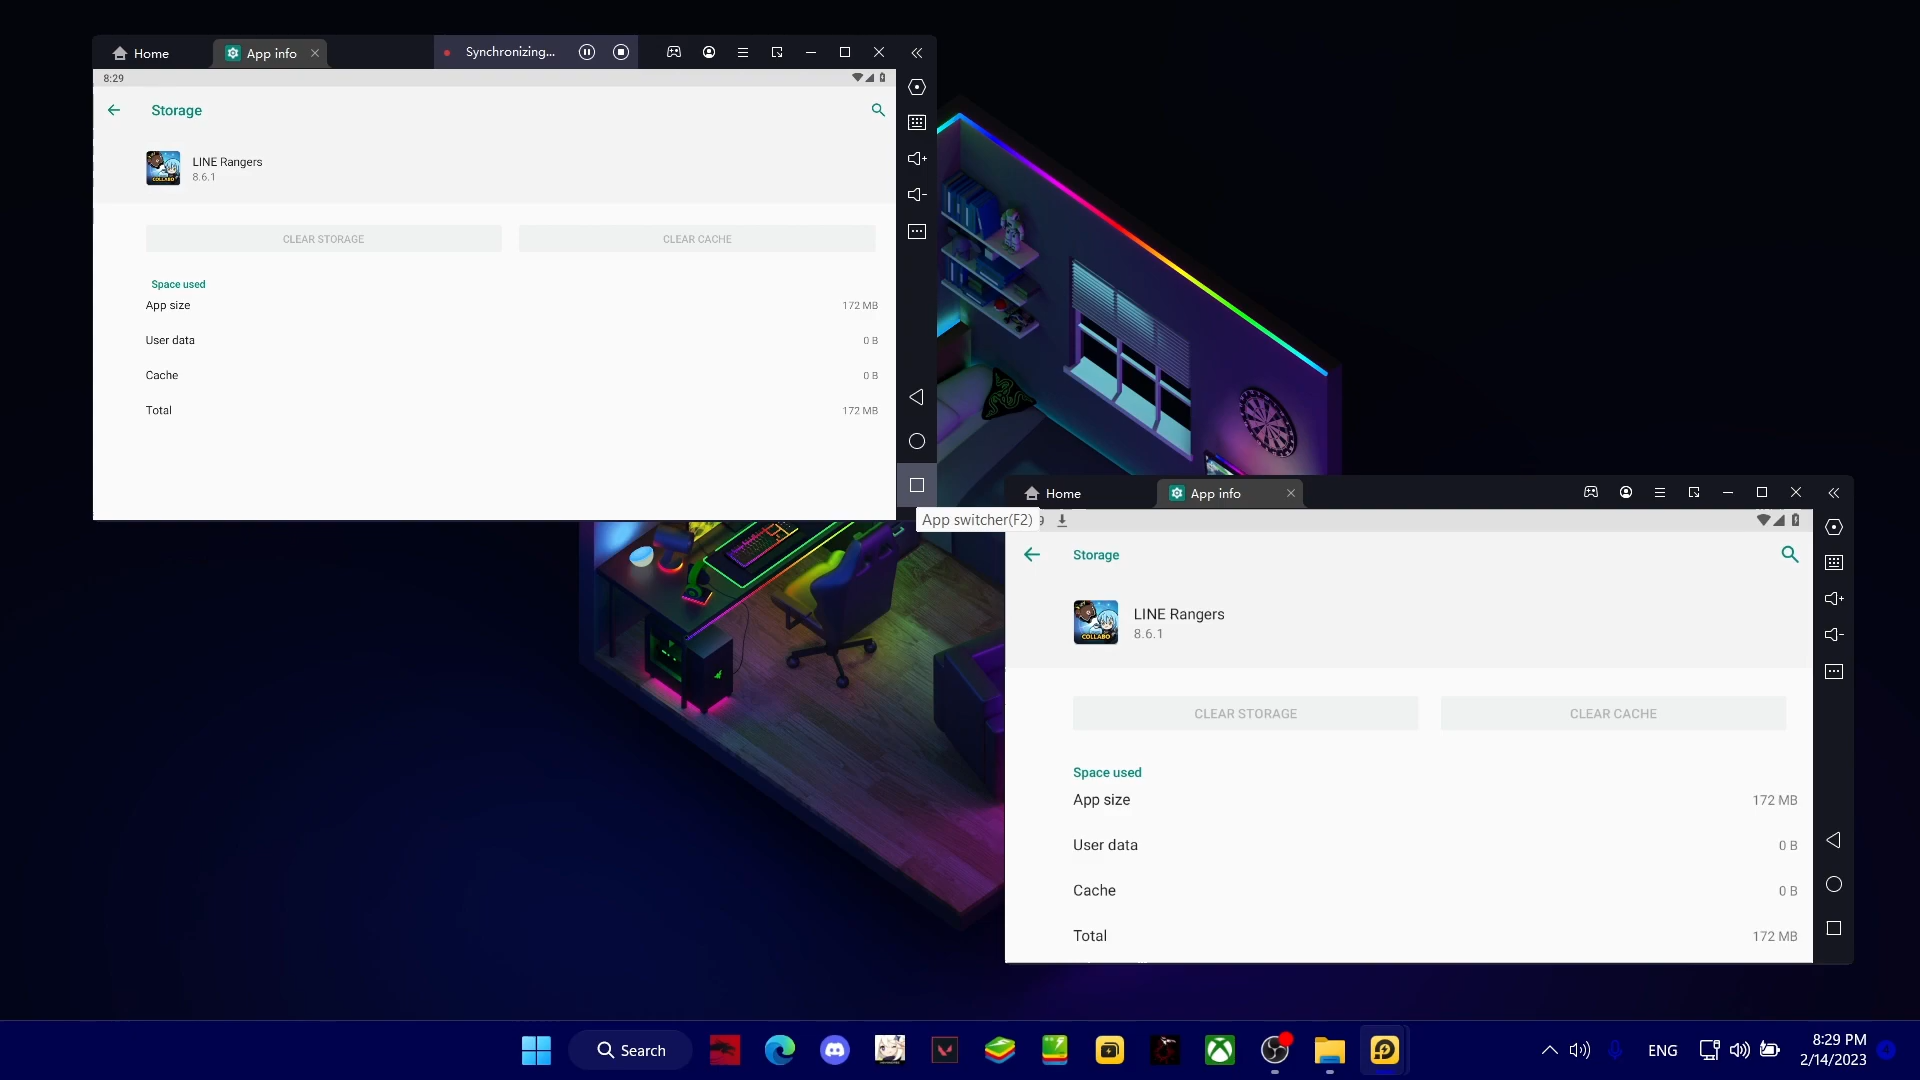 Home
App info
Synchronizing...
8:29
Storage
LINE Rangers
8.6.1
COLLABO
CLEAR STORAGE
CLEAR CACHE
Space used
App size
172 MB
User data
0 B
Cache
0 B
Total
172 MB
App switcher(F2)
Home
App info
9
Storage
LINE Rangers
8.6.1
COLLABO
CLEAR STORAGE
CLEAR CACHE
Space used
App size
172 MB
User data
0 B
Cache
0 B
Total
172 MB
Search
ENG
8:29 PM
2/14/2023